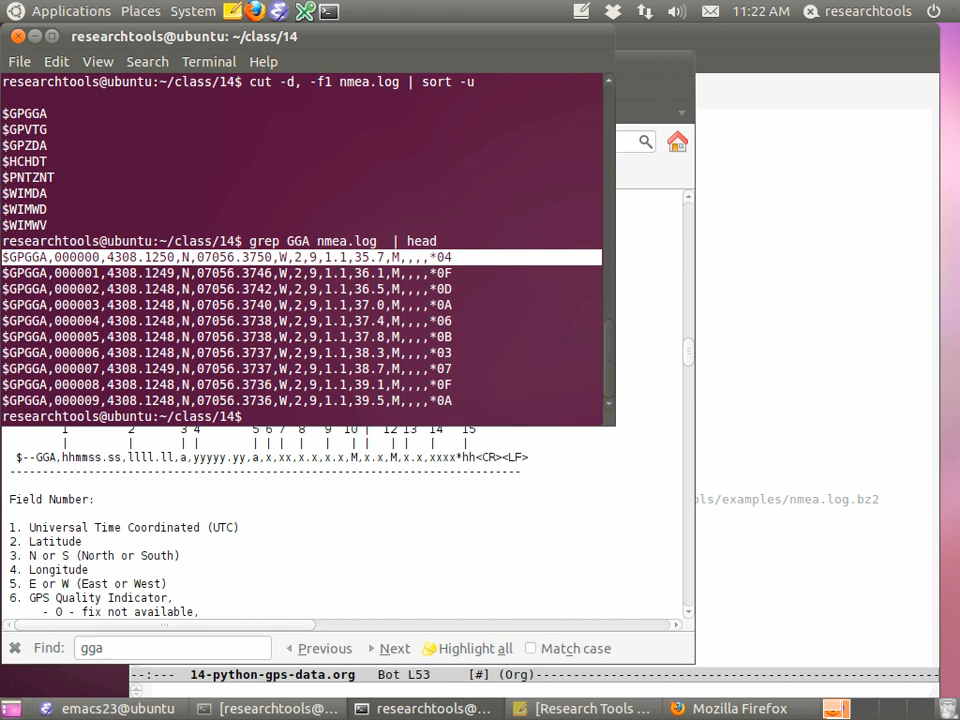 Applications Places System 11:22 AM researchtools
researchtools@ubuntu: ~/class/14
File Edit View Search Terminal Help
researchtools@ubuntu:~/class/14$ cut -d, -f1 nmea.log | sort -u
$GPGGA
$GPVTG
$GPZDA
$HCHDT
$PNTZNT
$WIMDA
$WIMWD
$WIMWV
researchtools@ubuntu:~/class/14$ grep GGA nmea.log  | head
$GPGGA,000000,4308.1250,N,07056.3750,W,2,9,1.1,35.7,M,,,,*04
$GPGGA,000001,4308.1249,N,07056.3746,W,2,9,1.1,36.1,M,,,,*0F
$GPGGA,000002,4308.1248,N,07056.3742,W,2,9,1.1,36.5,M,,,,*0D
$GPGGA,000003,4308.1248,N,07056.3740,W,2,9,1.1,37.0,M,,,,*0A
$GPGGA,000004,4308.1248,N,07056.3738,W,2,9,1.1,37.4,M,,,,*06
$GPGGA,000005,4308.1248,N,07056.3738,W,2,9,1.1,37.8,M,,,,*0B
$GPGGA,000006,4308.1248,N,07056.3737,W,2,9,1.1,38.3,M,,,,*03
$GPGGA,000007,4308.1249,N,07056.3737,W,2,9,1.1,38.7,M,,,,*07
$GPGGA,000008,4308.1248,N,07056.3736,W,2,9,1.1,39.1,M,,,,*0F
$GPGGA,000009,4308.1248,N,07056.3736,W,2,9,1.1,39.5,M,,,,*0A
researchtools@ubuntu:~/class/14$
1 2 3 4 5 6 7 8 9 10 | 12 13 14 15
| | | | | | | | | | | | | | |
$--GGA,hhmmss.ss,llll.ll,a,yyyyy.yy,a,x,xx,x.x,x.x,M,x.x,M,x.x,xxxx*hh<CR><LF>
------------------------------------------------------------------------------
Field Number:
ls/examples/nmea.log.bz2
1. Universal Time Coordinated (UTC)
2. Latitude
3. N or S (North or South)
4. Longitude
5. E or W (East or West)
6. GPS Quality Indicator,
- 0 - fix not available,
Find: gga Previous Next Highlight all Match case
--:--- 14-python-gps-data.org Bot L53 [#] (Org)
emacs23@ubuntu [researchtools@... researchtools@... [Research Tools ... Mozilla Firefox